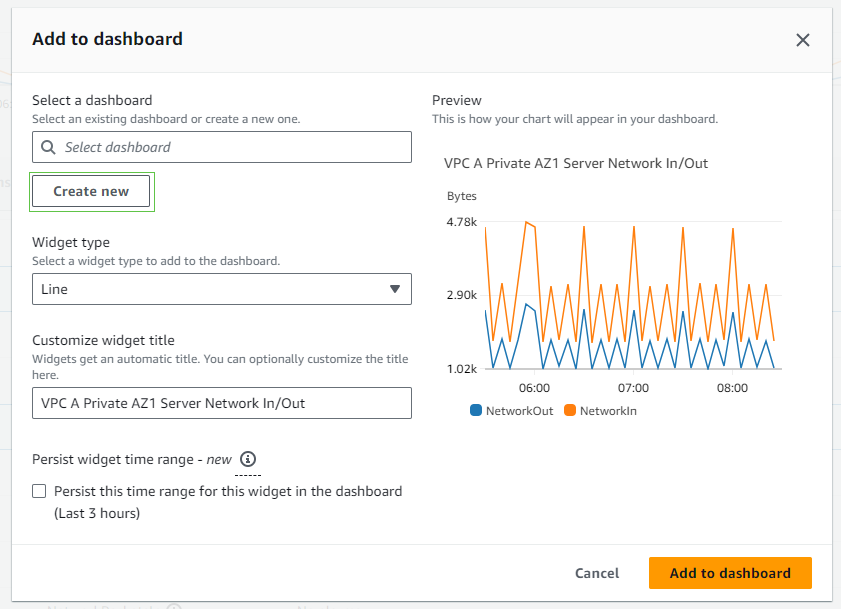 Add to dashboard
Select a dashboard
Select an existing dashboard or create a new one.
Select dashboard
Create new
Widget type
Select a widget type to add to the dashboard.
Line
Customize widget title
Widgets get an automatic title. You can optionally customize the title
here.
VPC A Private AZ1 Server Network In/Out
Persist widget time range - new
Persist this time range for this widget in the dashboard
(Last 3 hours)
Preview
This is how your chart will appear in your dashboard.
VPC A Private AZ1 Server Network In/Out
Bytes
4.78k
2.90k
1.02k
06:00 07:00 08:00
NetworkOut NetworkIn
Cancel Add to dashboard